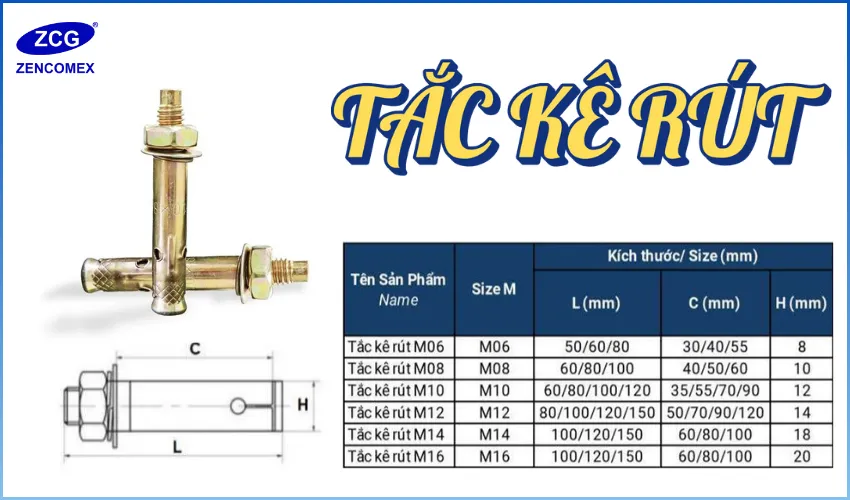 ZCG®
ZENCOMEX
TẮC KÊ RÚT
C
H
L
Tên Sản Phẩm
Name
Size M
Kích thước/ Size (mm)
L (mm) C (mm) H (mm)
Tắc kê rút M06 M06 50/60/80 30/40/55 8
Tắc kê rút M08 M08 60/80/100 40/50/60 10
Tắc kê rút M10 M10 60/80/100/120 35/55/70/90 12
Tắc kê rút M12 M12 80/100/120/150 50/70/90/120 14
Tắc kê rút M14 M14 100/120/150 60/80/100 18
Tắc kê rút M16 M16 100/120/150 60/80/100 20